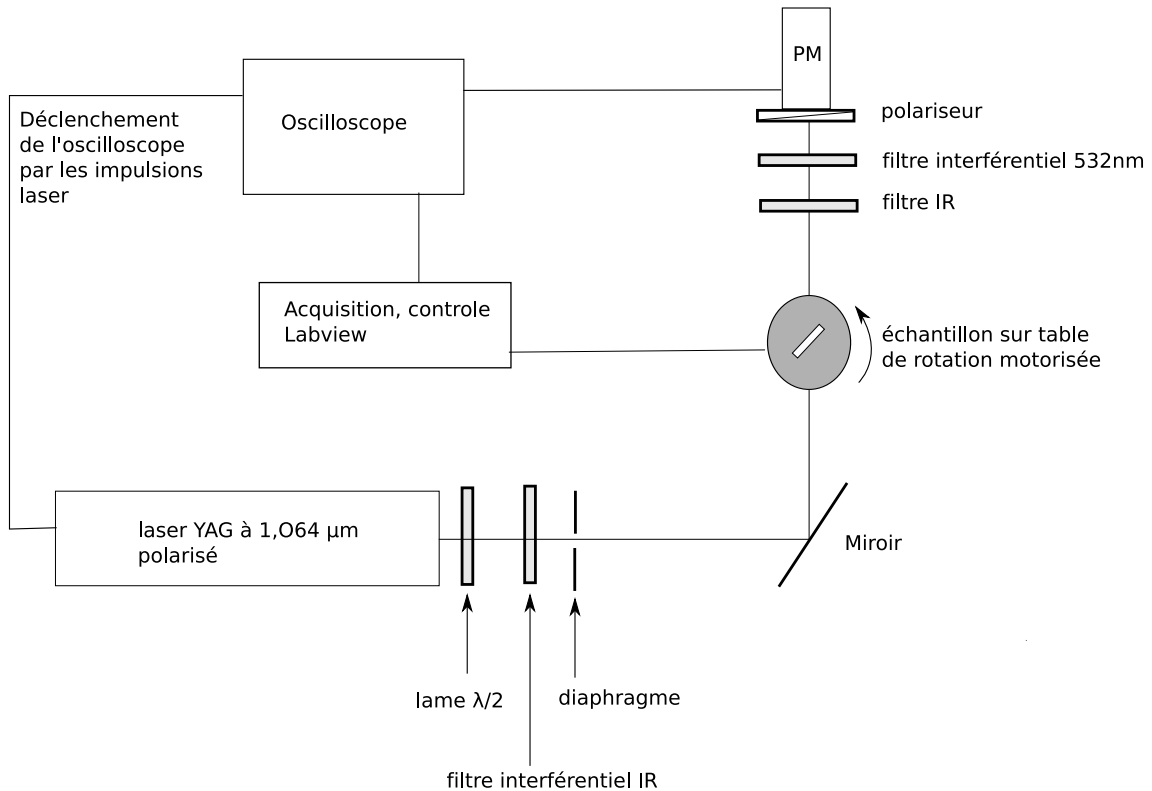 PM
polariseur
Déclenchement
de l'oscilloscope
par les impulsions
laser
Oscilloscope
filtre interférentiel 532nm
filtre IR
Acquisition, controle
Labview
échantillon sur table
de rotation motorisée
laser YAG à 1,O64 µm
polarisé
Miroir
lame λ/2
diaphragme
filtre interférentiel IR